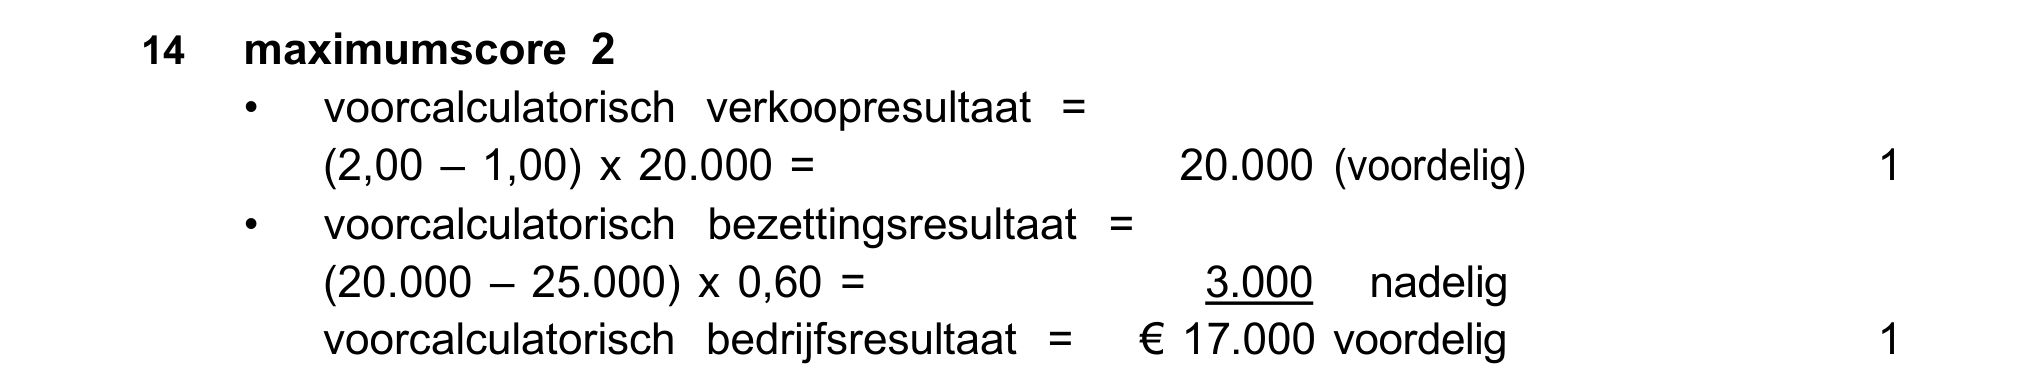 14 maximumscore 2
• voorcalculatorisch verkoopresultaat =
(2,00 – 1,00) x 20.000 = 20.000 (voordelig) 1
• voorcalculatorisch bezettingsresultaat =
(20.000 – 25.000) x 0,60 = 3.000 nadelig
voorcalculatorisch bedrijfsresultaat = € 17.000 voordelig 1